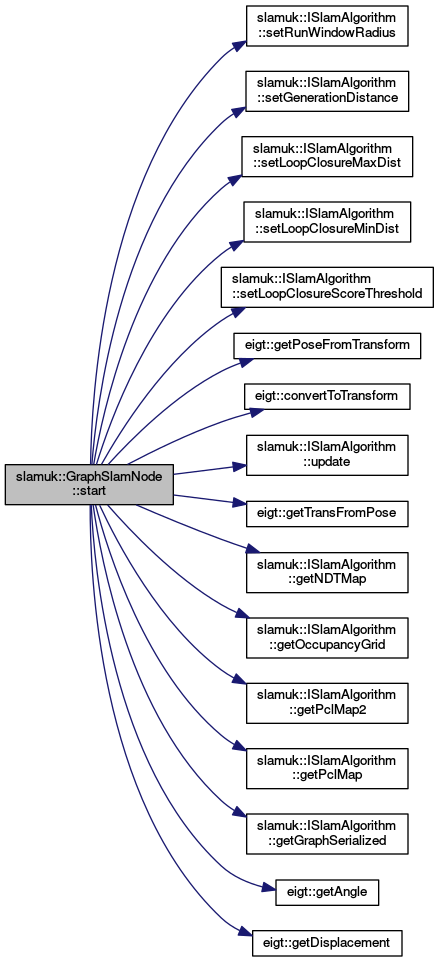 slamuk::ISlamAlgorithm
::setRunWindowRadius
slamuk::ISlamAlgorithm
::setGenerationDistance
slamuk::ISlamAlgorithm
::setLoopClosureMaxDist
slamuk::ISlamAlgorithm
::setLoopClosureMinDist
slamuk::ISlamAlgorithm
::setLoopClosureScoreThreshold
eigt::getPoseFromTransform
eigt::convertToTransform
slamuk::ISlamAlgorithm
::update
slamuk::GraphSlamNode
::start
eigt::getTransFromPose
slamuk::ISlamAlgorithm
::getNDTMap
slamuk::ISlamAlgorithm
::getOccupancyGrid
slamuk::ISlamAlgorithm
::getPclMap2
slamuk::ISlamAlgorithm
::getPclMap
slamuk::ISlamAlgorithm
::getGraphSerialized
eigt::getAngle
eigt::getDisplacement